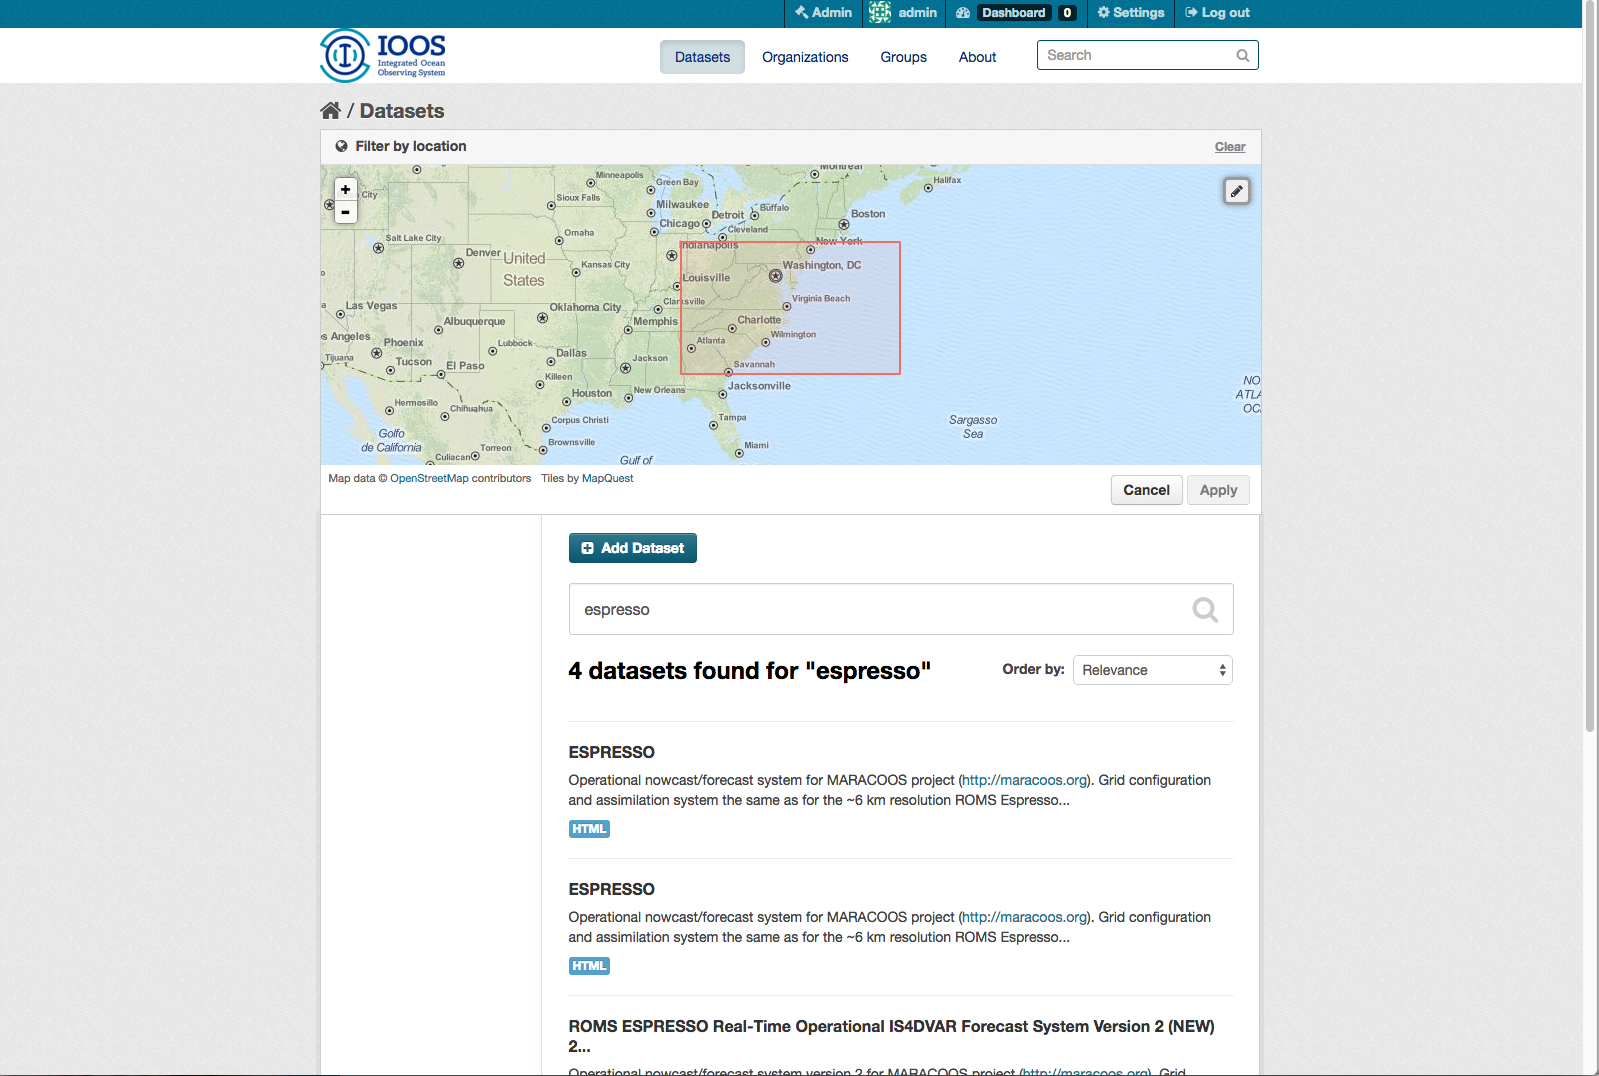 Admin admin Dashboard 0 Settings Log out
IOOS
Integrated Ocean
Observing System
Datasets Organizations Groups About Search
/ Datasets
Filter by location Clear
+
-
City
Minneapolis
Green Bay
Montreal
Halifax
Sioux Falls
Milwaukee
Detroit
Buffalo
Boston
Chicago
Cleveland
Salt Lake City
Omaha
Indianapolis
New York
Denver
United
States
Kansas City
Washington, DC
Louisville
Las Vegas
Clarksville
Virginia Beach
Oklahoma City
Albuquerque
Memphis
Charlotte
s Angeles
Phoenix
Lubbock
Atlanta
Wilmington
Tijuana
Tucson
El Paso
Dallas
Jackson
Savannah
Killeen
Jacksonville
Houston
New Orleans
NO
ATLA
OC
Hermosillo
Chihuahua
Corpus Christi
Tampa
Sargasso
Sea
Golfo
de California
Torreon
Brownsville
Miami
Culiacan
Gulf of
Map data © OpenStreetMap contributors Tiles by MapQuest
Cancel Apply
Add Dataset
espresso
4 datasets found for "espresso" Order by: Relevance
ESPRESSO
Operational nowcast/forecast system for MARACOOS project (http://maracoos.org). Grid configuration
and assimilation system the same as for the ~6 km resolution ROMS Espresso...
HTML
ESPRESSO
Operational nowcast/forecast system for MARACOOS project (http://maracoos.org). Grid configuration
and assimilation system the same as for the ~6 km resolution ROMS Espresso...
HTML
ROMS ESPRESSO Real-Time Operational IS4DVAR Forecast System Version 2 (NEW)
2...
Operational nowcast/forecast system version 2 for MARACOOS project (http://maracoos.org). Grid